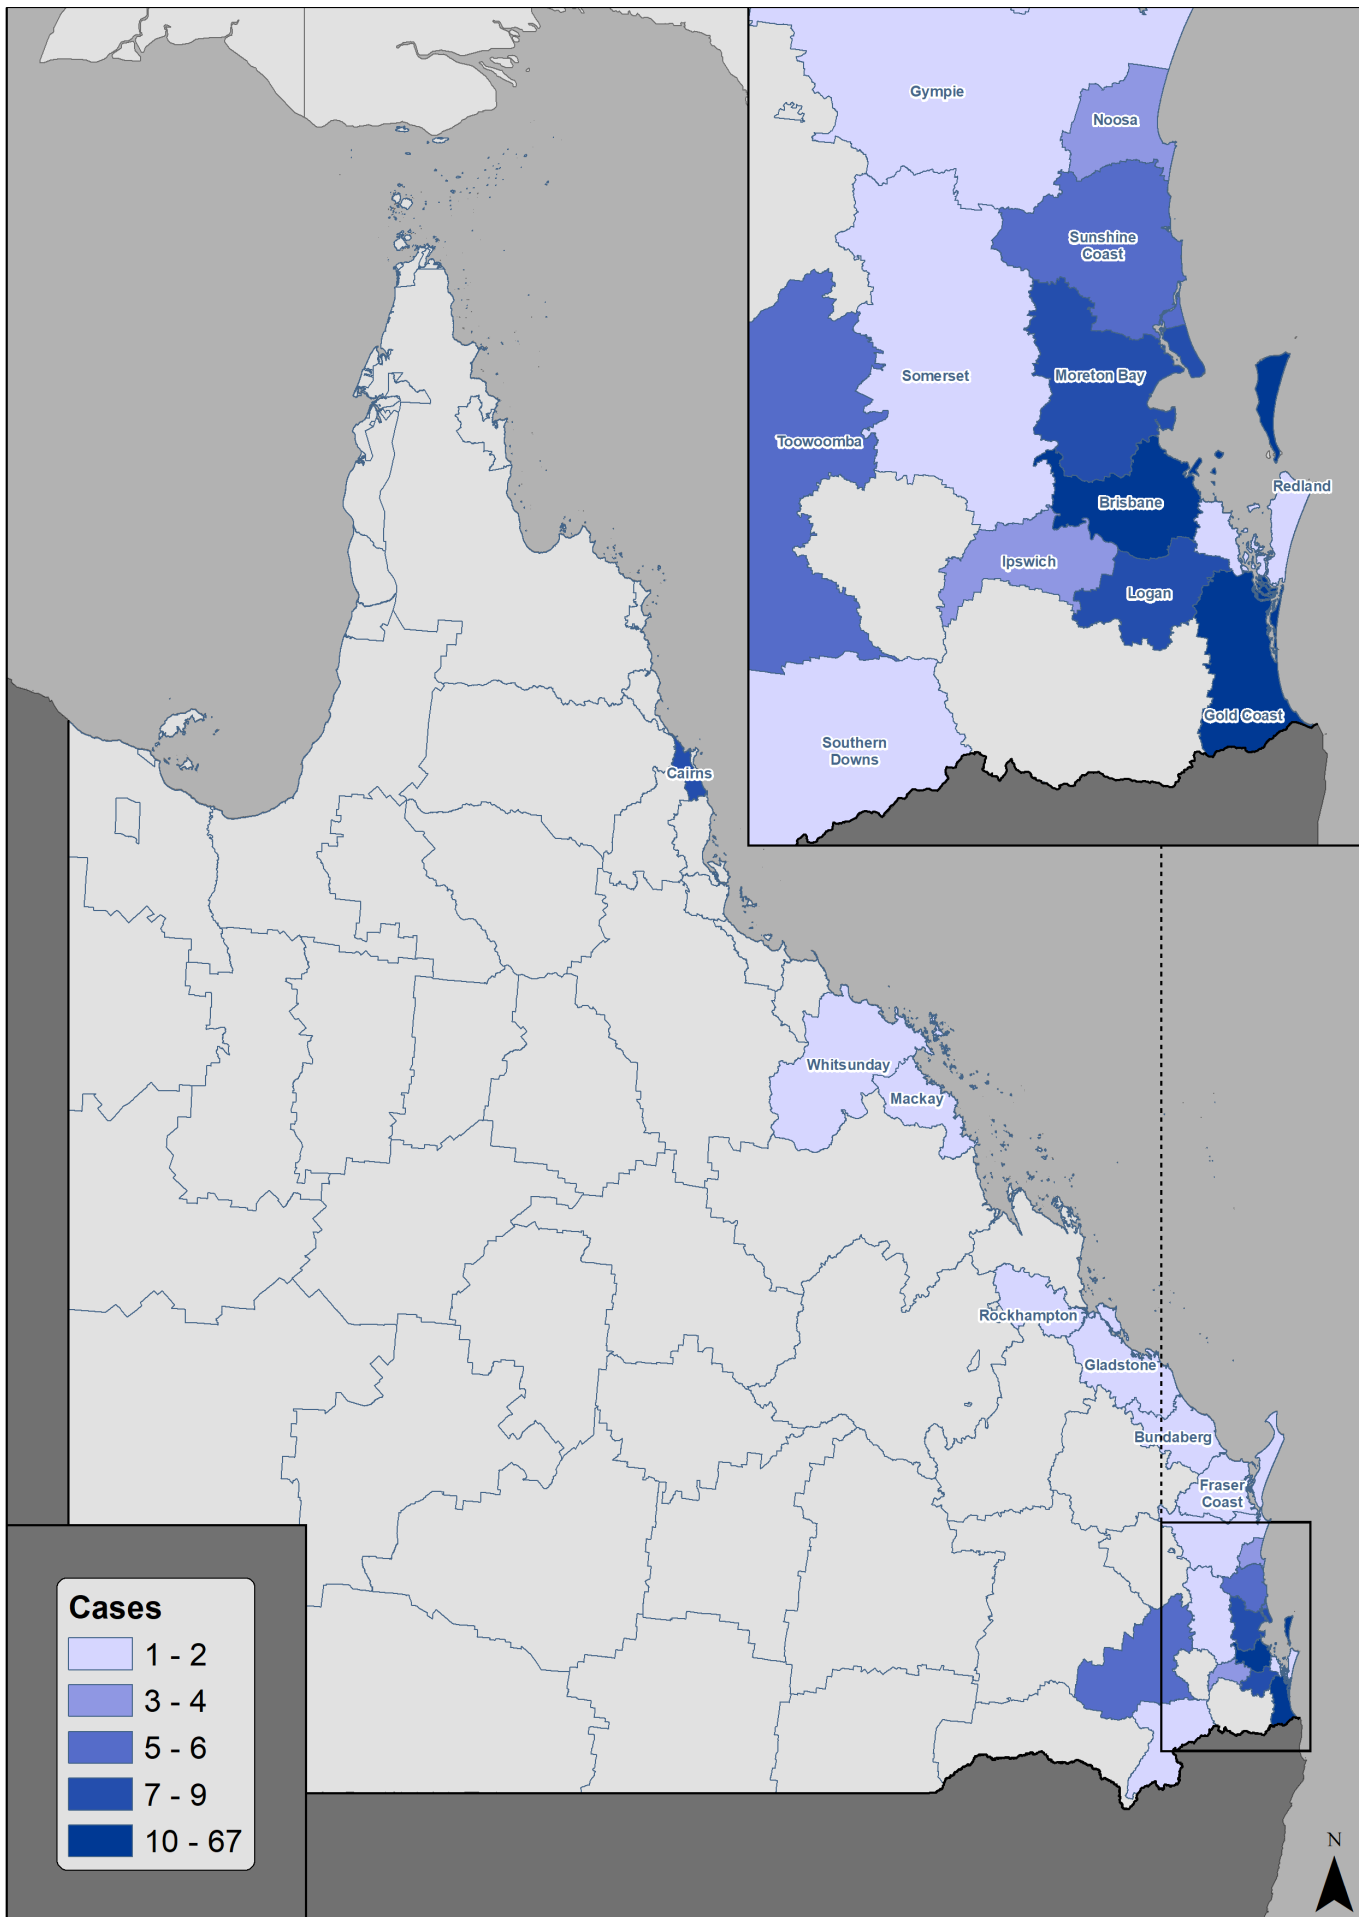 Gympie
Noosa
Sunshine
Coast
Somerset
Moreton Bay
Toowoomba
Redland
Brisbane
Ipswich
Logan
Gold Coast
Southern
Downs
Cairns
Whitsunday
Mackay
Rockhampton
Gladstone
Bundaberg
Fraser
Coast
Cases
1 - 2
3 - 4
5 - 6
7 - 9
10 - 67
N